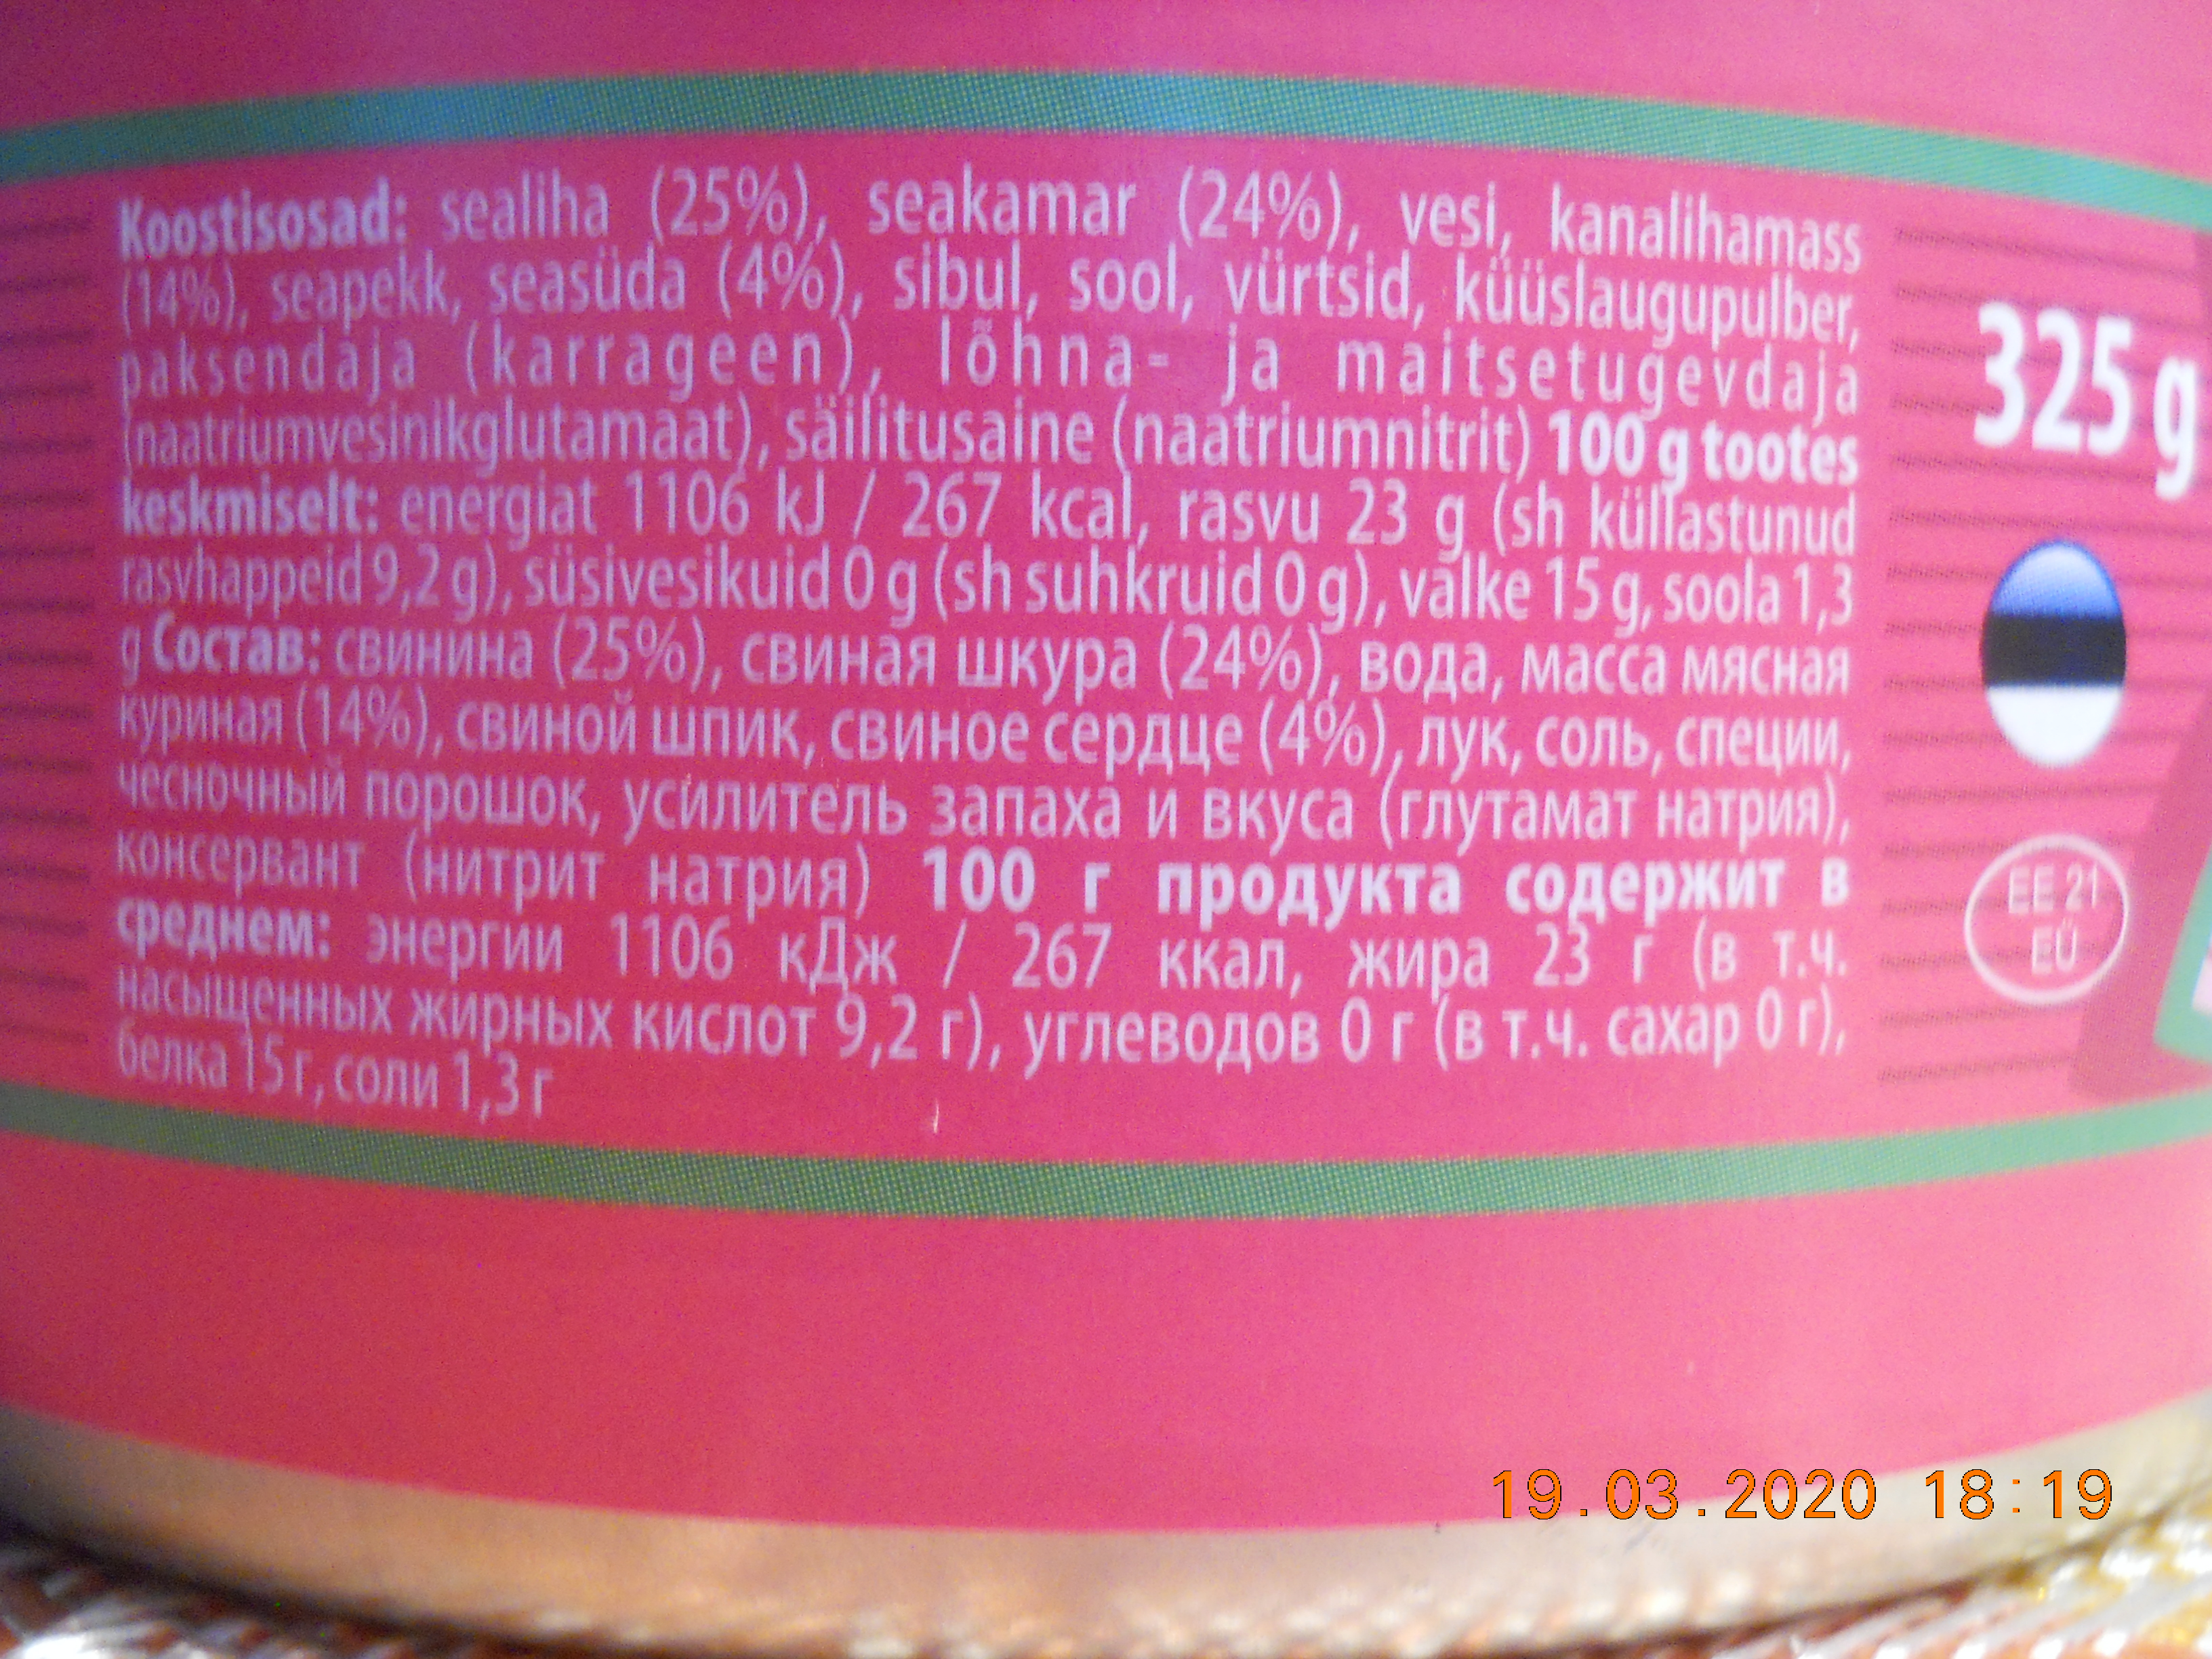 Koostisosad: sealiha (25%), seakamar (24%), vesi, kanalihamass
(14%), seapekk, seasüda (4%), sibul, sool, vürtsid, küüslaugupulber,
paksendaja (karrageen), lõhna- ja maitsetugevdaja
(naatriumvesinikglutamaat), säilitusaine (naatriumnitrit) 100 g tootes
keskmiselt: energiat 1106 kJ / 267 kcal, rasvu 23 g (sh küllastunud
rasvhappeid 9,2 g), süsivesikuid 0 g (sh suhkruid 0 g), valke 15 g, soola 1,3
g Состав: свинина (25%), свиная шкура (24%), вода, масса мясная
куриная (14%), свиной шпик, свиное сердце (4%), лук, соль, специи,
чесночный порошок, усилитель запаха и вкуса (глутамат натрия),
консервант (нитрит натрия) 100 г продукта содержит в
среднем: энергии 1106 кДж / 267 ккал, жира 23 г (в т.ч.
насыщенных жирных кислот 9,2 г), углеводов 0 г (в т.ч. сахар 0 г),
белка 15 г, соли 1,3 г
325 g
EE 21
EÜ
19.03.2020 18:19